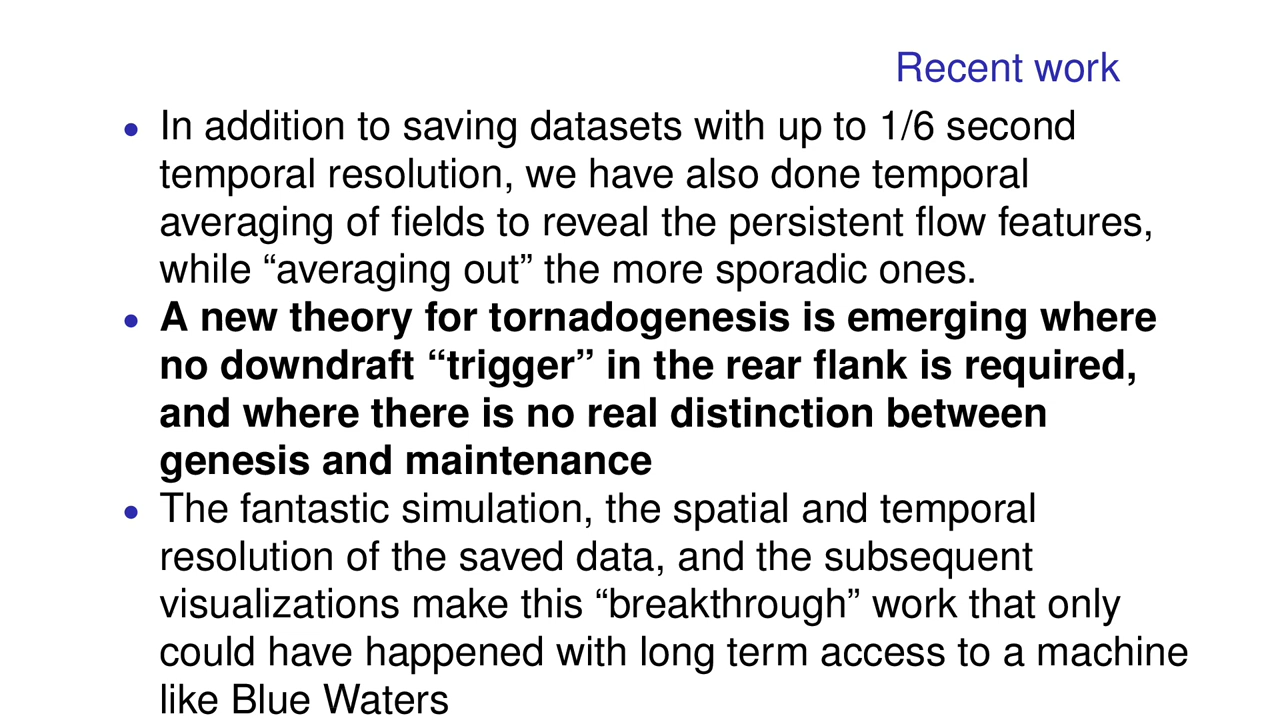 Recent work
• In addition to saving datasets with up to 1/6 second
temporal resolution, we have also done temporal
averaging of fields to reveal the persistent flow features,
while “averaging out” the more sporadic ones.
• A new theory for tornadogenesis is emerging where
no downdraft “trigger” in the rear flank is required,
and where there is no real distinction between
genesis and maintenance
• The fantastic simulation, the spatial and temporal
resolution of the saved data, and the subsequent
visualizations make this “breakthrough” work that only
could have happened with long term access to a machine
like Blue Waters